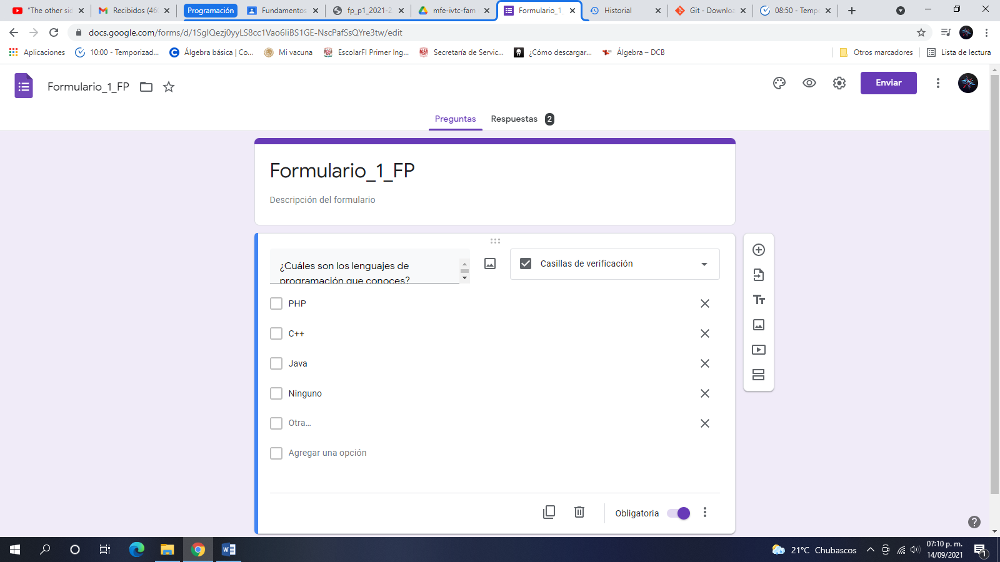 "The other sid
Recibidos (46
Programación
Fundamentos
fp_p1_2021-2
mfe-ivtc-fam
Formulario_1_
Historial
Git - Downloa
08:50 - Tempo
docs.google.com/forms/d/1SglQezj0yyLS8cc1Vao6liBS1GE-NscPafSsQYre3tw/edit
Aplicaciones
10:00 - Temporizad...
Álgebra básica | Co...
Mi vacuna
EscolarFI Primer Ing...
Secretaría de Servic...
¿Cómo descargar...
Álgebra – DCB
Otros marcadores
Lista de lectura
Formulario_1_FP
Enviar
Preguntas
Respuestas 2
Formulario_1_FP
Descripción del formulario
¿Cuáles son los lenguajes de
programación que conoces?
Casillas de verificación
PHP
C++
Java
Ninguno
Otra...
Agregar una opción
Obligatoria
21°C Chubascos
07:10 p. m.
14/09/2021
1